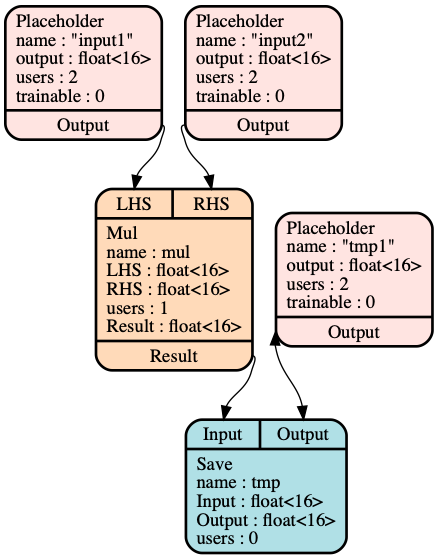 Placeholder
name : "input1"
output : float<16>
users : 2
trainable : 0
Output
Placeholder
name : "input2"
output : float<16>
users : 2
trainable : 0
Output
LHS
RHS
Mul
name : mul
LHS : float<16>
RHS : float<16>
users : 1
Result : float<16>
Result
Placeholder
name : "tmp1"
output : float<16>
users : 2
trainable : 0
Output
Input
Output
Save
name : tmp
Input : float<16>
Output : float<16>
users : 0